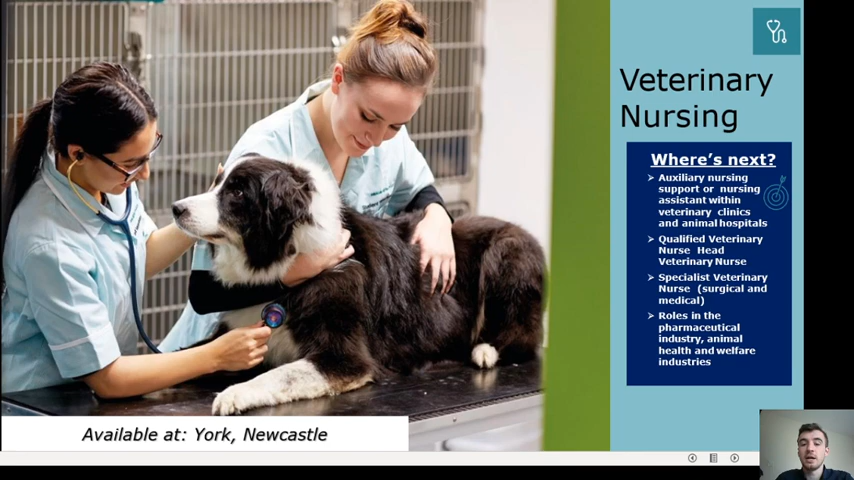 Veterinary
Nursing
Where's next?
➢ Auxiliary nursing
support or nursing
assistant within
veterinary clinics
and animal hospitals
➢ Qualified Veterinary
Nurse Head
Veterinary Nurse
➢ Specialist Veterinary
Nurse (surgical and
medical)
➢ Roles in the
pharmaceutical
industry, animal
health and welfare
industries
Available at: York, Newcastle